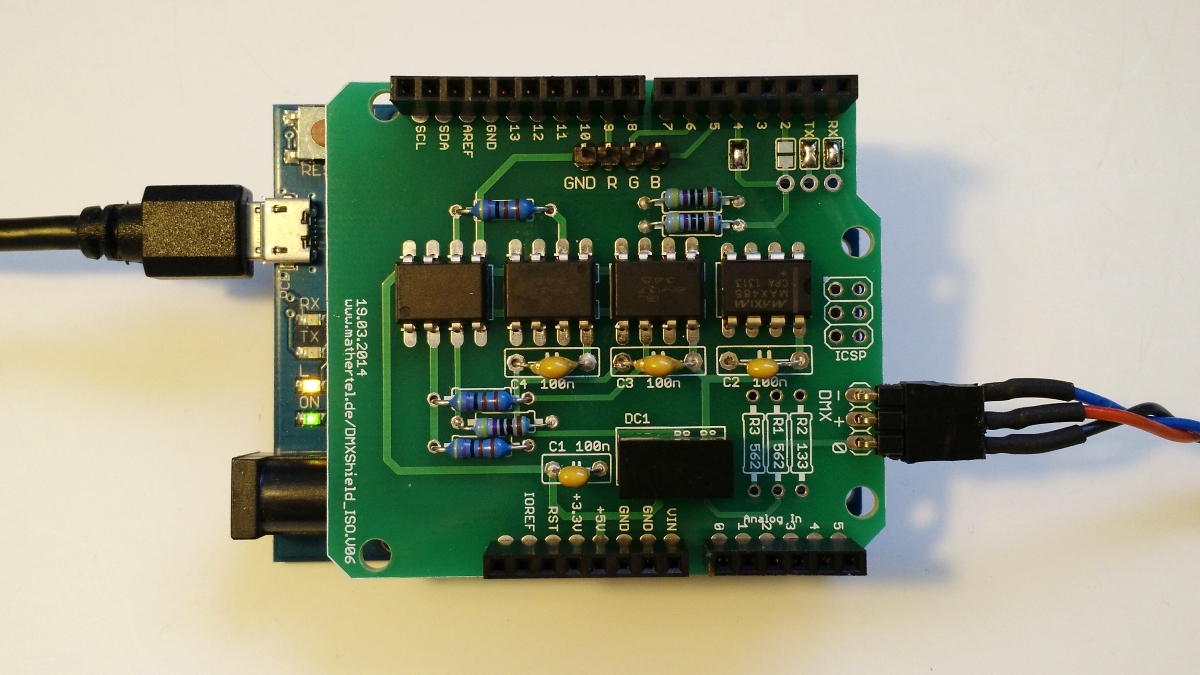 SCL SDA AREF GND 13 12 11 10 9 8 7 6 5 4 3 2 TX RX
RES
GND R G B
MAXIM
MAX485
CPA 1313
ICSP
RX
TX
L
ON
19.03.2014
www.mathertel.de/DMXShield_ISO.V06
C4 100n
C3 100n
C2 100n
DMX
- + 0
DC1
R3 562
R1 562
R2 133
C1 100n
IOREF RST +3.3V +5V GND GND VIN
Analog In
0 1 2 3 4 5